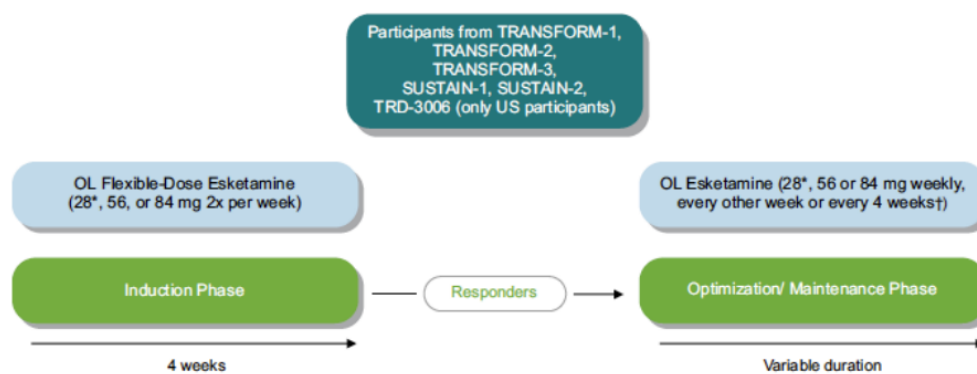 Participants from TRANSFORM-1,
TRANSFORM-2,
TRANSFORM-3,
SUSTAIN-1, SUSTAIN-2,
TRD-3006 (only US participants)
OL Flexible-Dose Esketamine
(28*, 56, or 84 mg 2x per week)
OL Esketamine (28*, 56 or 84 mg weekly,
every other week or every 4 weeks†)
Induction Phase
Responders
Optimization/ Maintenance Phase
4 weeks
Variable duration